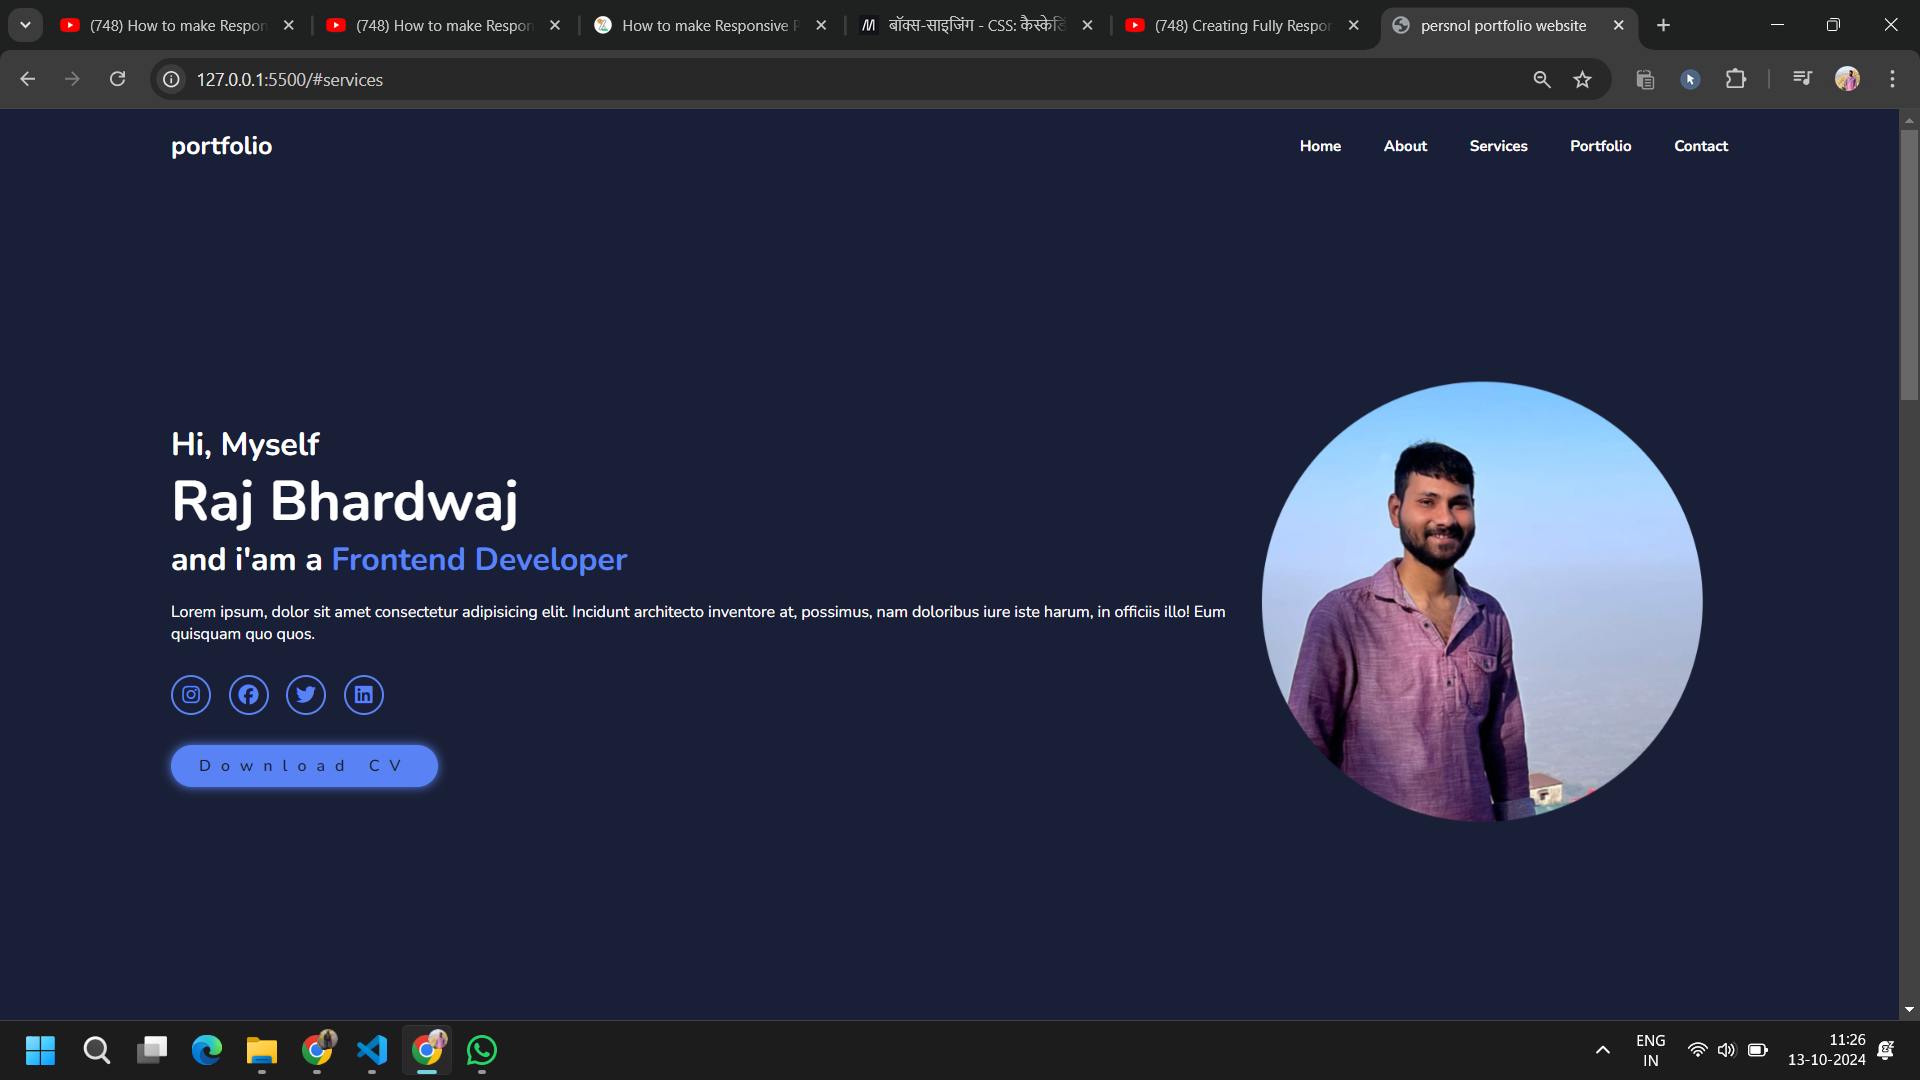 (748) How to make Respon
(748) How to make Respon
How to make Responsive P
बॉक्स-साइजिंग - CSS: कैस्केडि
(748) Creating Fully Respon
persnol portfolio website
127.0.0.1:5500/#services
portfolio
Home
About
Services
Portfolio
Contact
Hi, Myself
Raj Bhardwaj
and i'am a Frontend Developer
Lorem ipsum, dolor sit amet consectetur adipisicing elit. Incidunt architecto inventore at, possimus, nam doloribus iure iste harum, in officiis illo! Eum
quisquam quo quos.
Download CV
ENG
IN
11:26
13-10-2024